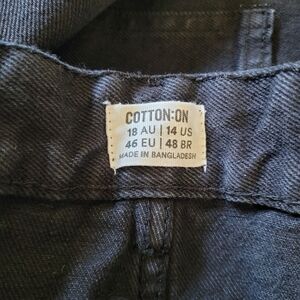 COTTON:ON
18 AU | 14 US
46 EU | 48 BR
MADE IN BANGLADESH